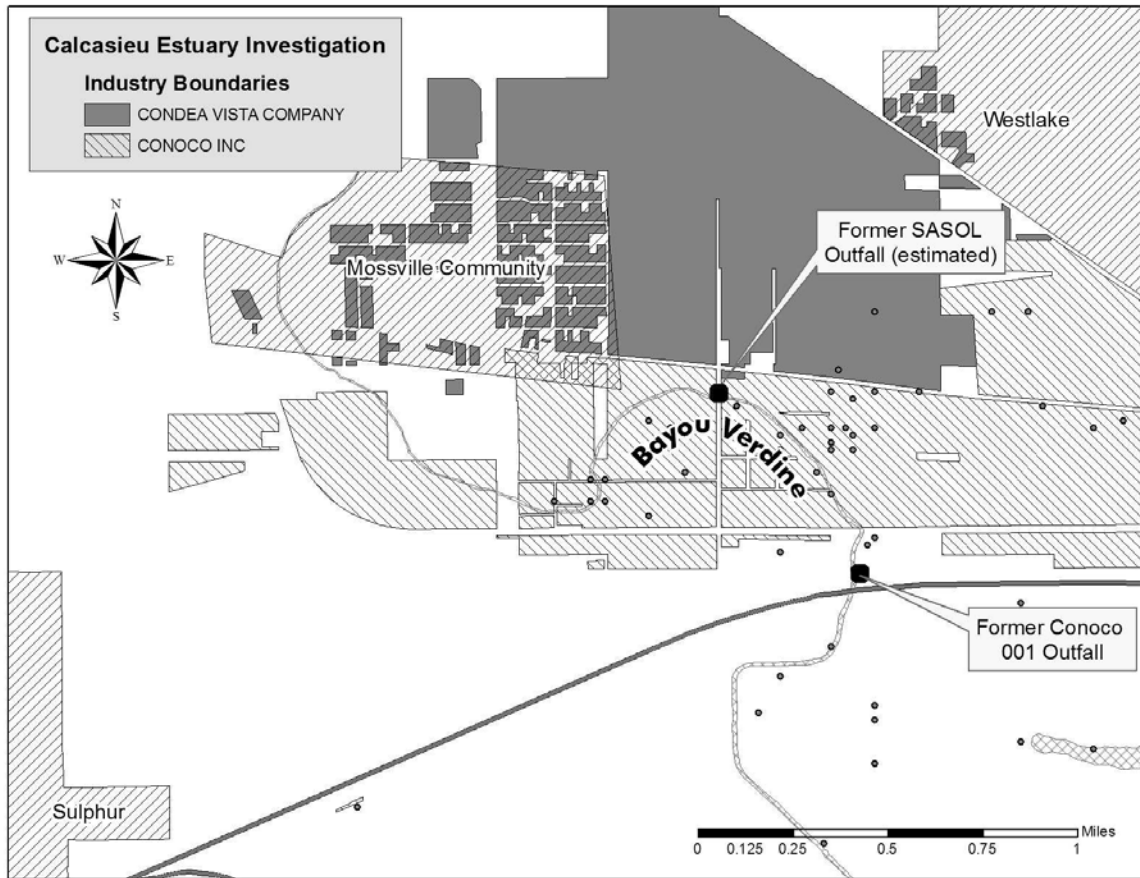 Calcasieu Estuary Investigation
Industry Boundaries
CONDEA VISTA COMPANY
CONOCO INC
Westlake
N
W E
S
Former SASOL
Outfall (estimated)
Mossville Community
Bayou Verdine
Former Conoco
001 Outfall
Sulphur
Miles
0 0.125 0.25 0.5 0.75 1